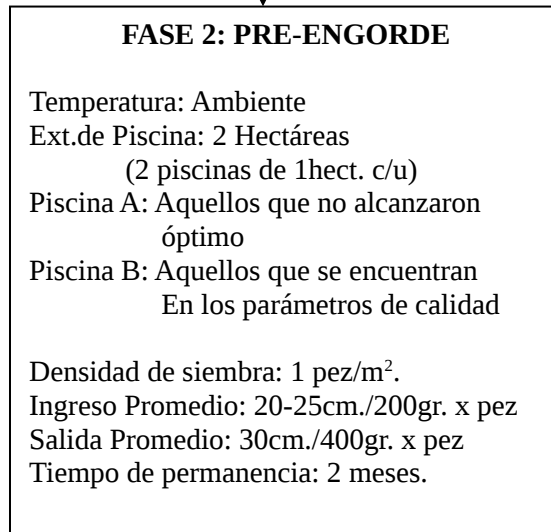 FASE 2: PRE-ENGORDE
Temperatura: Ambiente
Ext.de Piscina: 2 Hectáreas
(2 piscinas de 1hect. c/u)
Piscina A: Aquellos que no alcanzaron
óptimo
Piscina B: Aquellos que se encuentran
En los parámetros de calidad
Densidad de siembra: 1 pez/m².
Ingreso Promedio: 20-25cm./200gr. x pez
Salida Promedio: 30cm./400gr. x pez
Tiempo de permanencia: 2 meses.